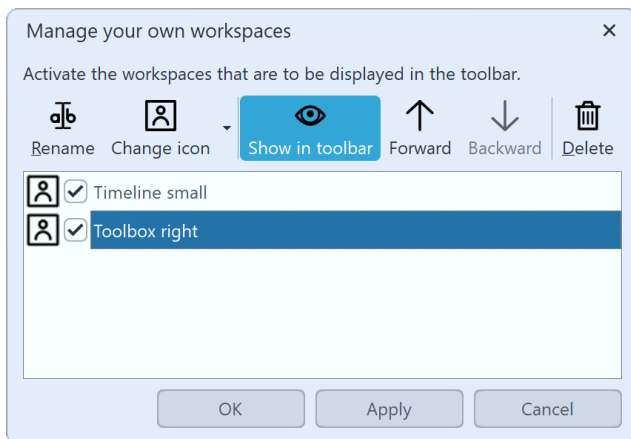 Manage your own workspaces
Activate the workspaces that are to be displayed in the toolbar.
Rename Change icon Show in toolbar Forward Backward Delete
Timeline small
Toolbox right
OK Apply Cancel